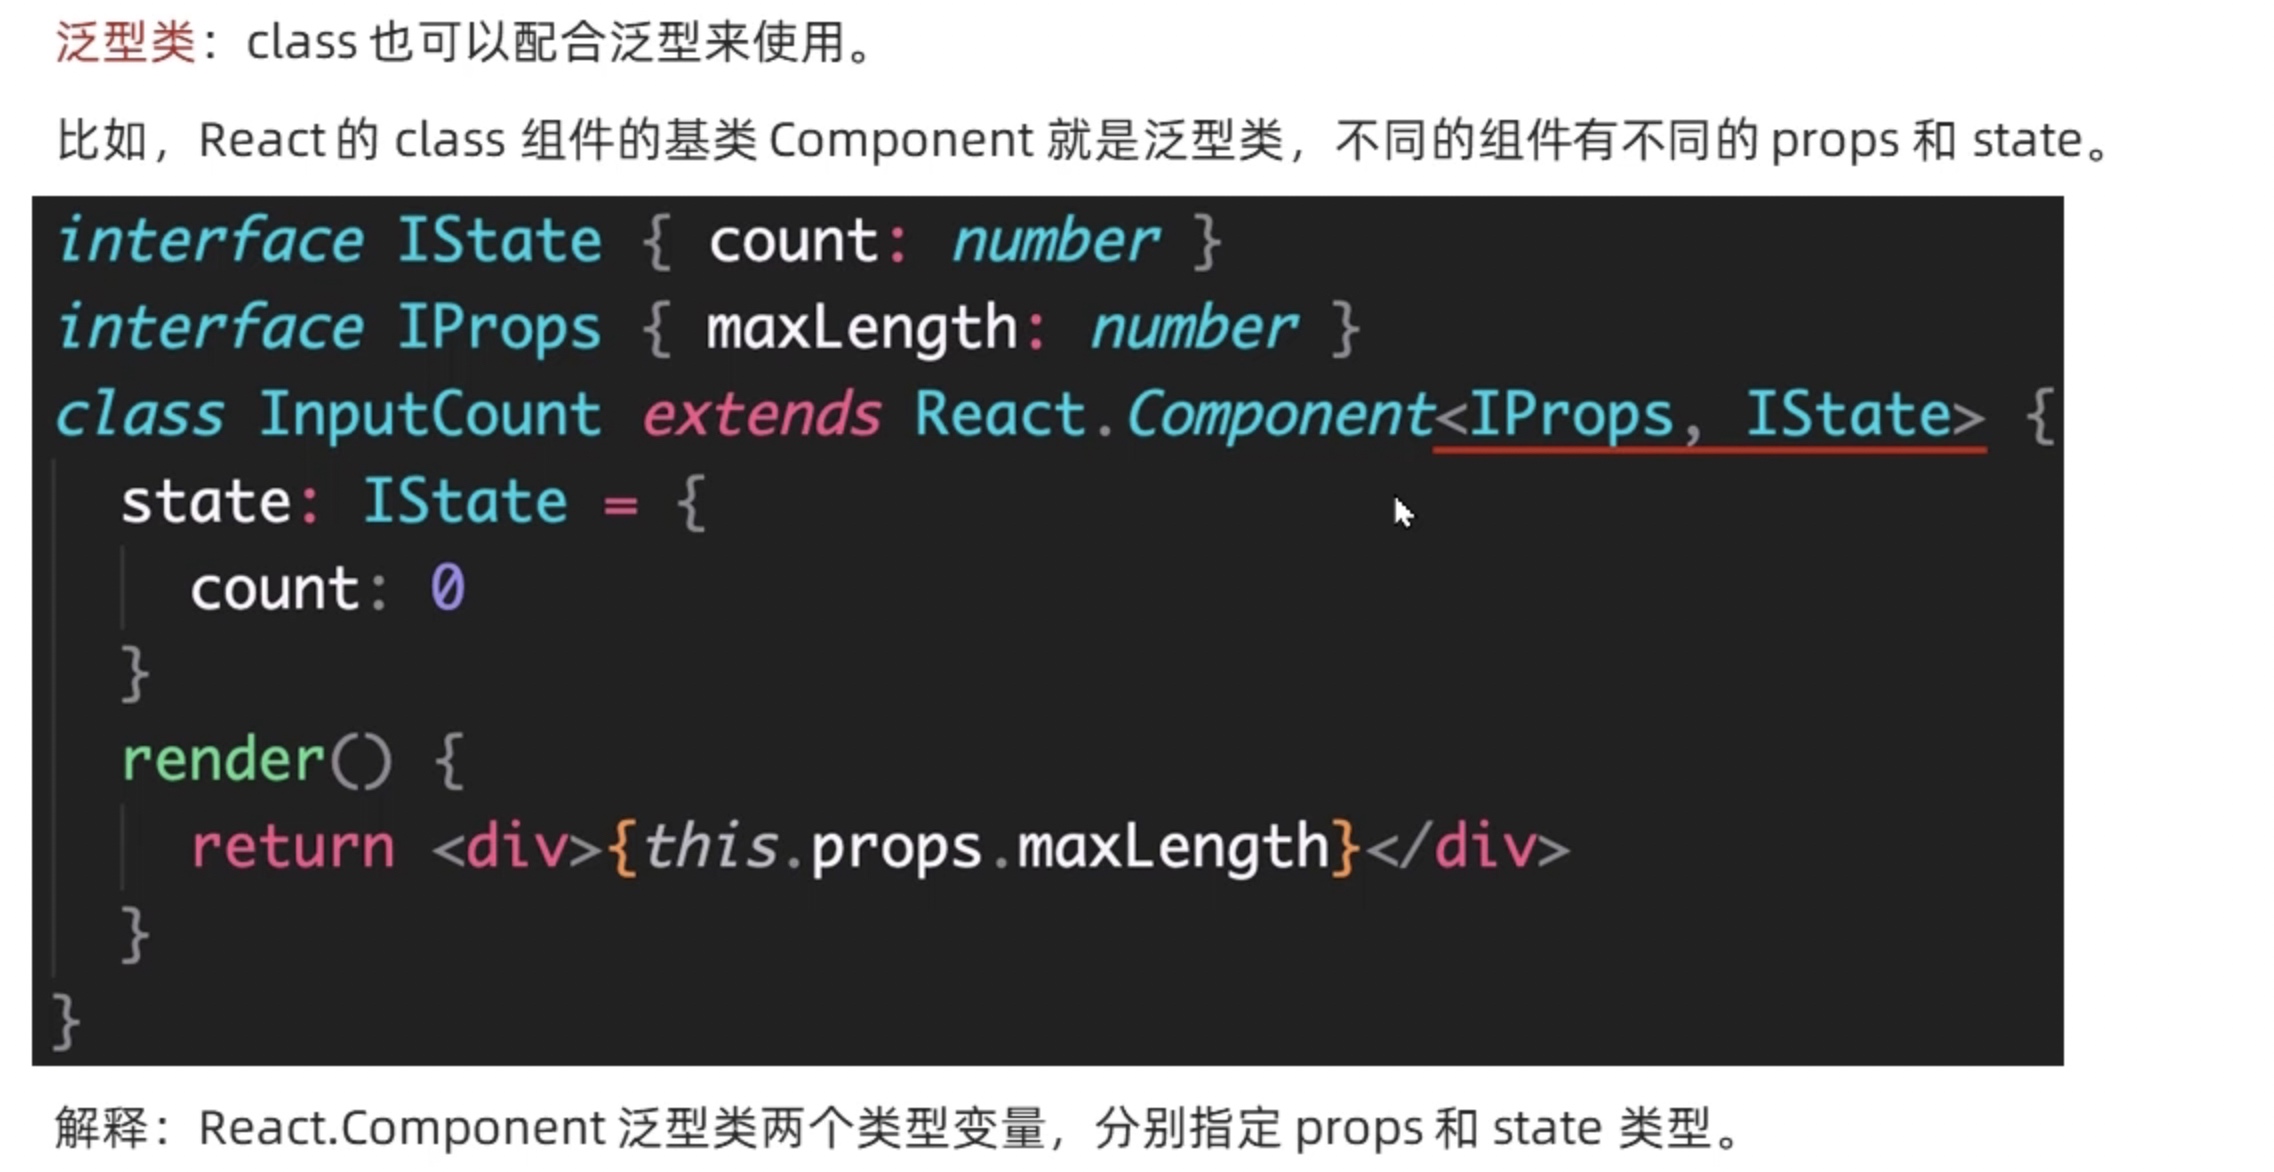 泛型类：class 也可以配合泛型来使用。
比如，React 的 class 组件的基类 Component 就是泛型类，不同的组件有不同的 props 和 state。
interface IState { count: number }
interface IProps { maxLength: number }
class InputCount extends React.Component<IProps, IState> {
state: IState = {
count: 0
}
render() {
return <div>{this.props.maxLength}</div>
}
}
解释：React.Component 泛型类两个类型变量，分别指定 props 和 state 类型。